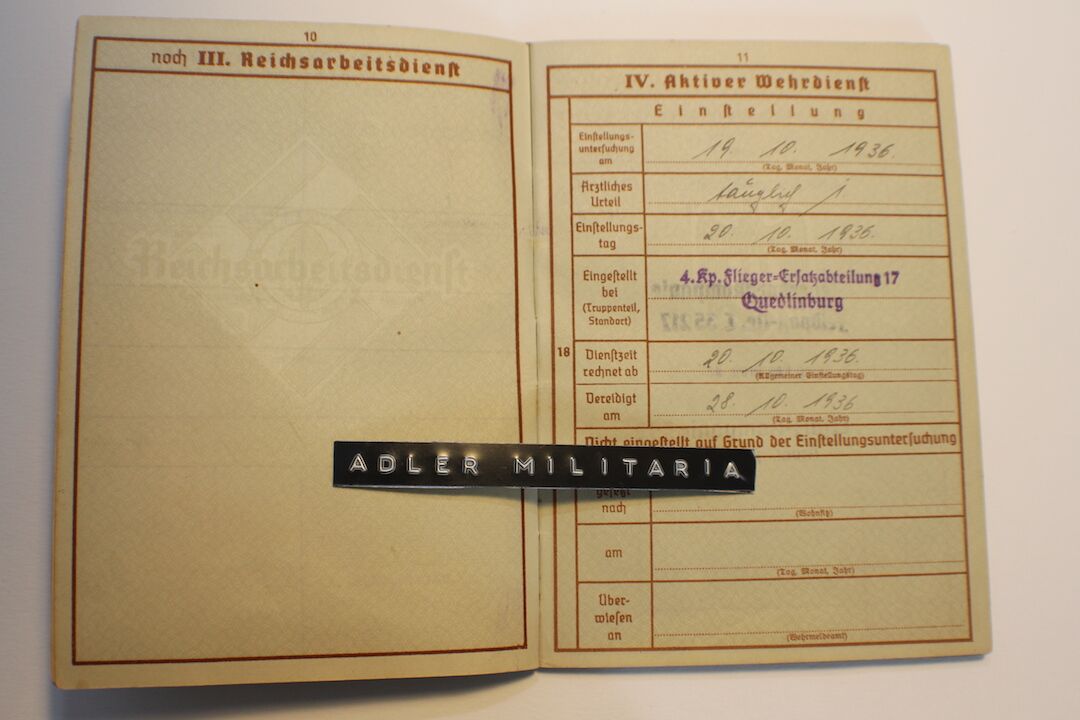 10
noch III. Reichsarbeitsdienst
Reichsarbeitsdienst
11
IV. Aktiver Wehrdienst
Einstellung
Einstellungs-
untersuchung
am
19. 10. 1936.
(Tag, Monat, Jahr)
Ärztliches
Urteil
tauglich 1.
Einstellungs-
tag
20. 10. 1936.
(Tag, Monat, Jahr)
Eingestellt
bei
(Truppenteil,
Standort)
4. Kp. Flieger=Ersatzabteilung 17
Quedlinburg
18
Dienstzeit
rechnet ab
20. 10. 1936.
(Allgemeiner Einstellungstag)
Vereidigt
am
28. 10. 1936
(Tag, Monat, Jahr)
Nicht eingestellt auf Grund der Einstellungsuntersuchung
ADLER MILITARIA
gesetzt
nach
(Wohnsitz)
am
(Tag, Monat, Jahr)
Über-
wiesen
an
(Wehrmeldeamt)